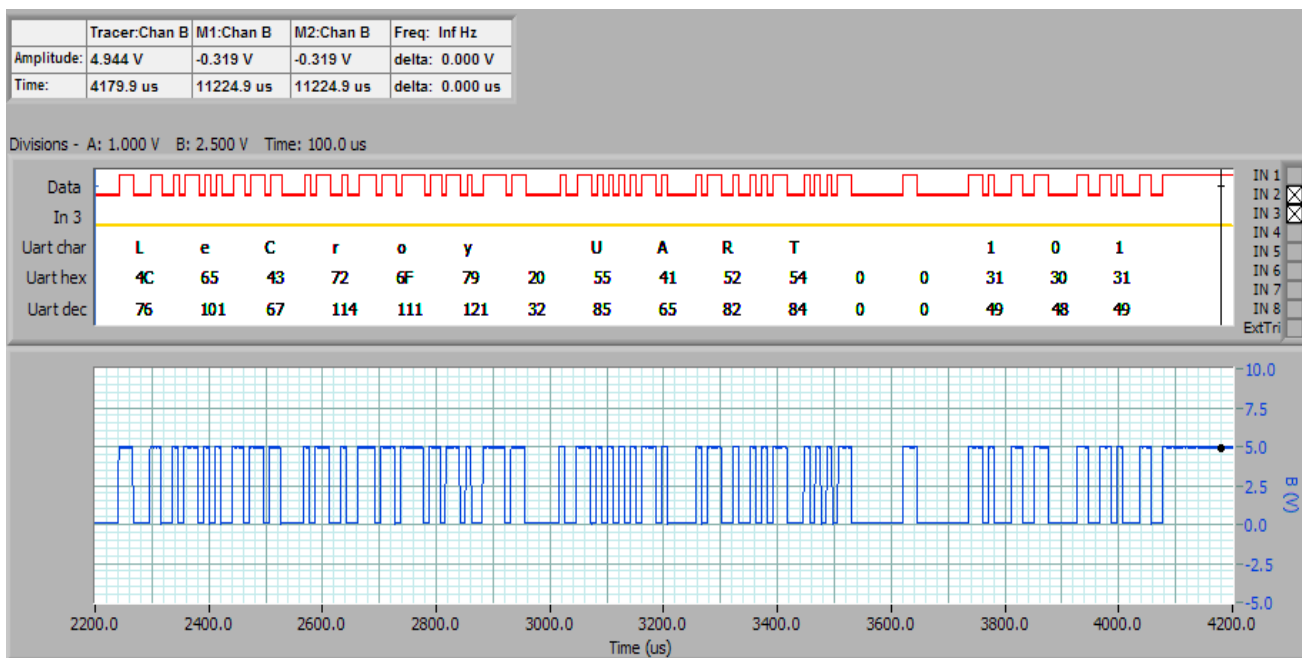 Tracer:Chan B M1:Chan B M2:Chan B Freq: Inf Hz
Amplitude: 4.944 V -0.319 V -0.319 V delta: 0.000 V
Time: 4179.9 us 11224.9 us 11224.9 us delta: 0.000 us
Divisions - A: 1.000 V B: 2.500 V Time: 100.0 us
Data
In 3
Uart char L e C r o y U A R T 1 0 1
Uart hex 4C 65 43 72 6F 79 20 55 41 52 54 0 0 31 30 31
Uart dec 76 101 67 114 111 121 32 85 65 82 84 0 0 49 48 49
IN 1
IN 2
IN 3
IN 4
IN 5
IN 6
IN 7
IN 8
ExtTri
10.0
7.5
5.0
2.5
0.0
-2.5
-5.0
B (V)
2200.0 2400.0 2600.0 2800.0 3000.0 3200.0 3400.0 3600.0 3800.0 4000.0 4200.0
Time (us)